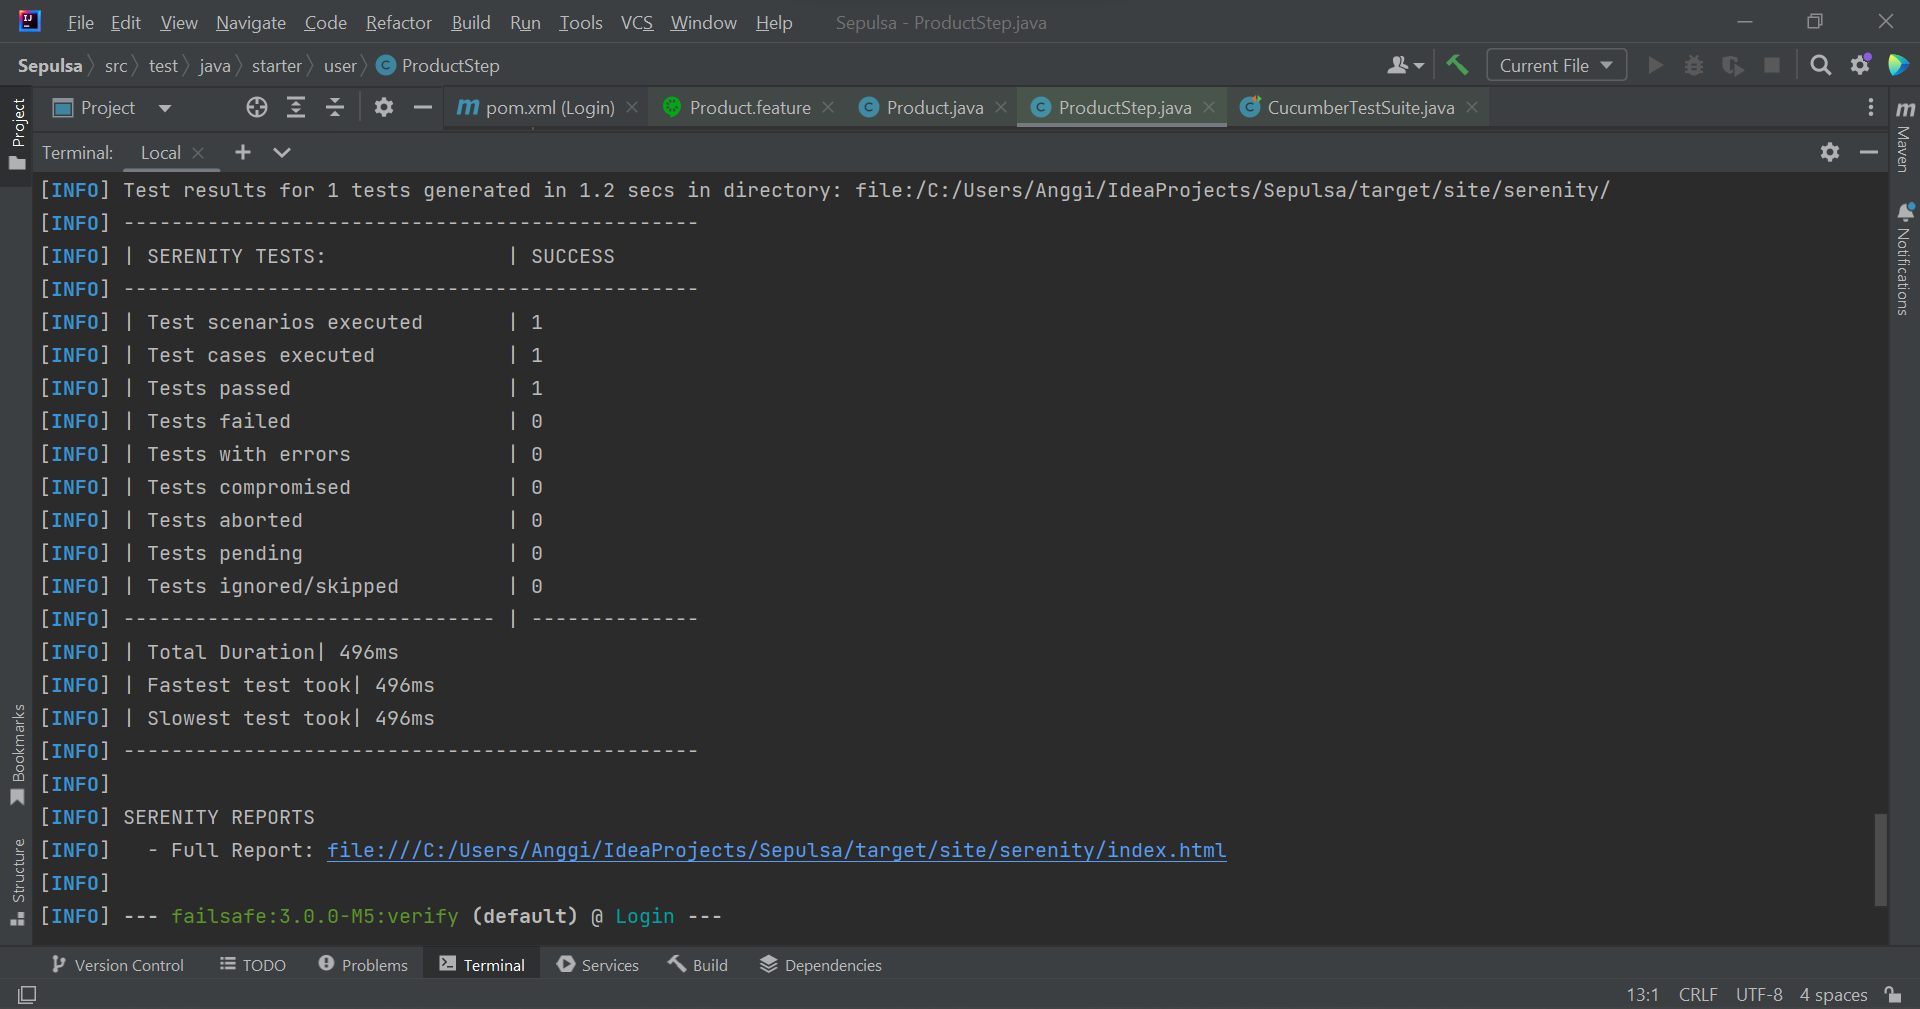 File Edit View Navigate Code Refactor Build Run Tools VCS Window Help Sepulsa - ProductStep.java
Sepulsa src test java starter user ProductStep Current File
Project pom.xml (Login) Product.feature Product.java ProductStep.java CucumberTestSuite.java
Terminal: Local
[INFO] Test results for 1 tests generated in 1.2 secs in directory: file:/C:/Users/Anggi/IdeaProjects/Sepulsa/target/site/serenity/
[INFO] ------------------------------------------------
[INFO] | SERENITY TESTS:               | SUCCESS
[INFO] ------------------------------------------------
[INFO] | Test scenarios executed       | 1
[INFO] | Test cases executed           | 1
[INFO] | Tests passed                  | 1
[INFO] | Tests failed                  | 0
[INFO] | Tests with errors             | 0
[INFO] | Tests compromised             | 0
[INFO] | Tests aborted                 | 0
[INFO] | Tests pending                 | 0
[INFO] | Tests ignored/skipped         | 0
[INFO] ------------------------------- | --------------
[INFO] | Total Duration| 496ms
[INFO] | Fastest test took| 496ms
[INFO] | Slowest test took| 496ms
[INFO] ------------------------------------------------
[INFO]
[INFO] SERENITY REPORTS
[INFO]   - Full Report: file:///C:/Users/Anggi/IdeaProjects/Sepulsa/target/site/serenity/index.html
[INFO]
[INFO] --- failsafe:3.0.0-M5:verify (default) @ Login ---
Project
Bookmarks
Structure
Maven
Notifications
Version Control TODO Problems Terminal Services Build Dependencies
13:1 CRLF UTF-8 4 spaces